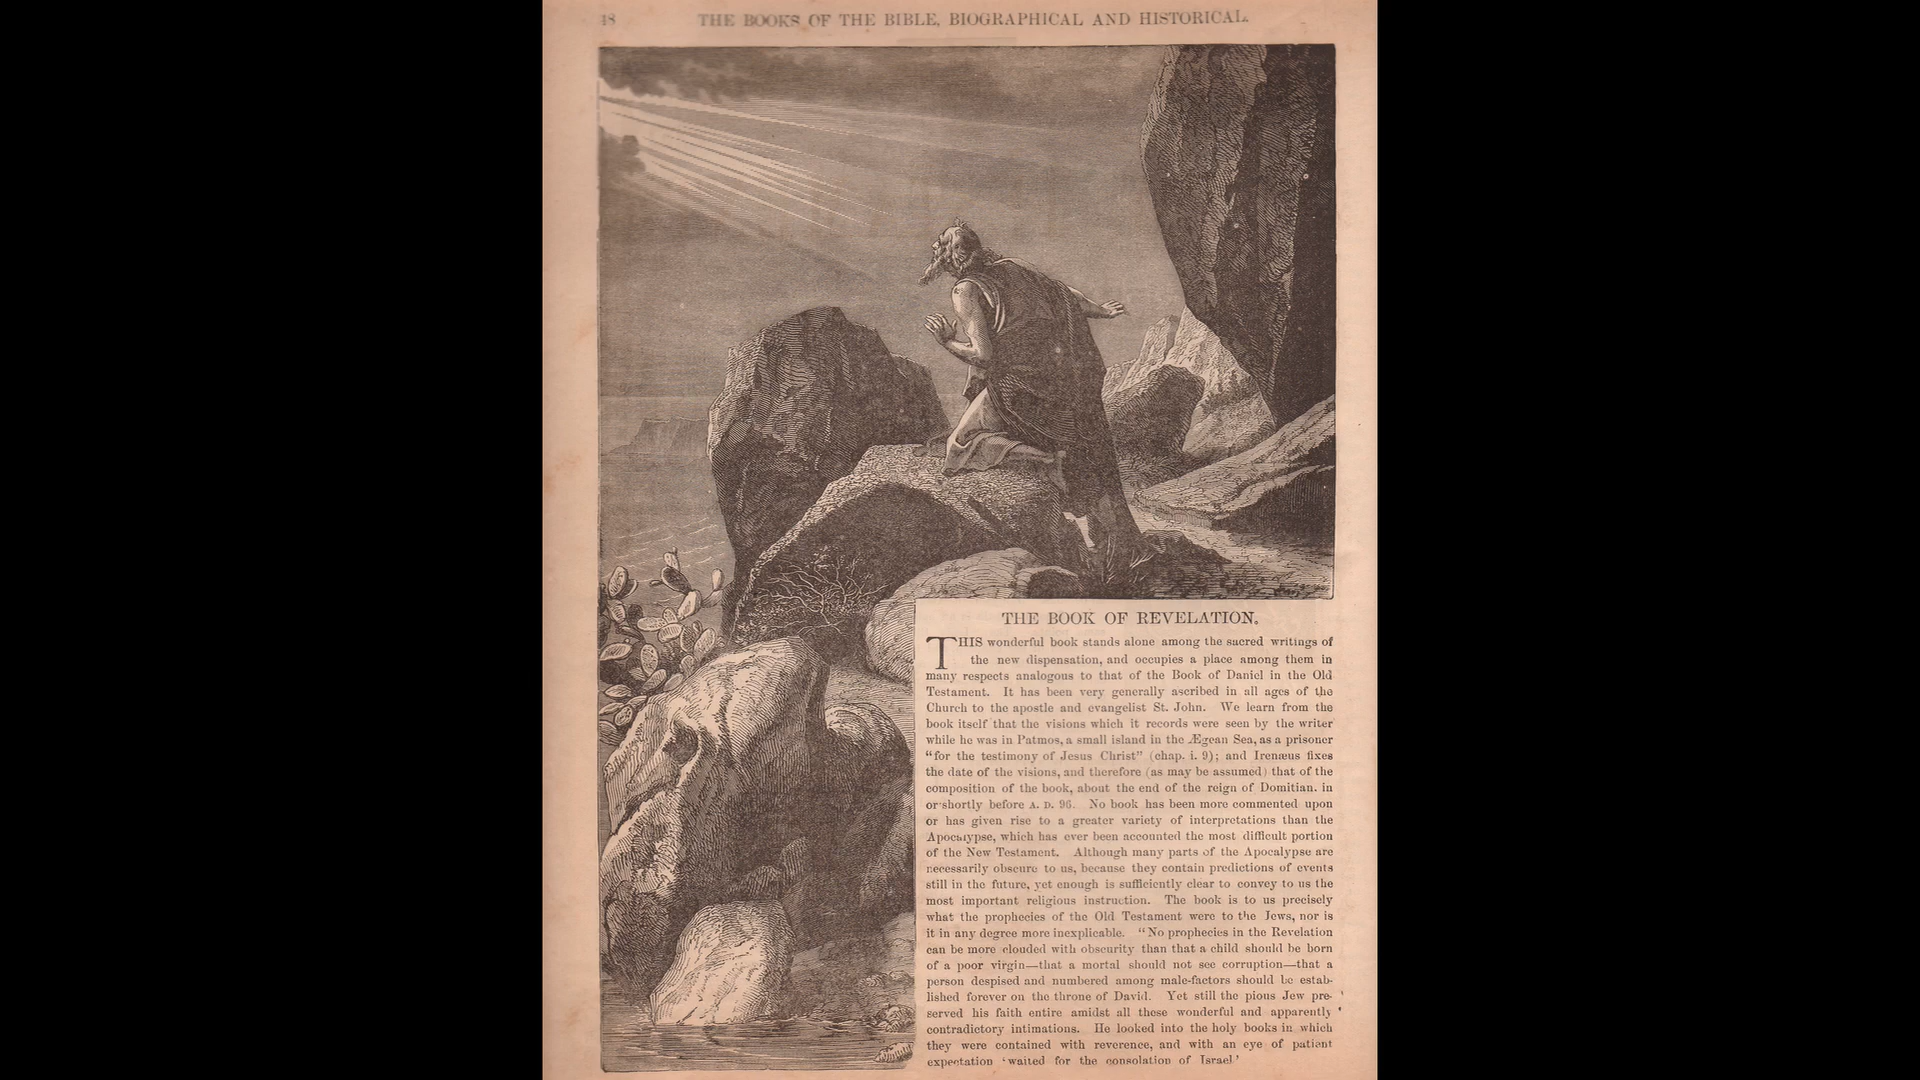 48 THE BOOKS OF THE BIBLE, BIOGRAPHICAL AND HISTORICAL.
THE BOOK OF REVELATION.
THIS wonderful book stands alone among the sacred writings of
the new dispensation, and occupies a place among them in
many respects analogous to that of the Book of Daniel in the Old
Testament. It has been very generally ascribed in all ages of the
Church to the apostle and evangelist St. John. We learn from the
book itself that the visions which it records were seen by the writer
while he was in Patmos, a small island in the Ægean Sea, as a prisoner
“for the testimony of Jesus Christ” (chap. i. 9); and Irenæus fixes
the date of the visions, and therefore (as may be assumed) that of the
composition of the book, about the end of the reign of Domitian. in
or shortly before A. D. 96. No book has been more commented upon
or has given rise to a greater variety of interpretations than the
Apocalypse, which has ever been accounted the most difficult portion
of the New Testament. Although many parts of the Apocalypse are
necessarily obscure to us, because they contain predictions of events
still in the future, yet enough is sufficiently clear to convey to us the
most important religious instruction. The book is to us precisely
what the prophecies of the Old Testament were to the Jews, nor is
it in any degree more inexplicable. “No prophecies in the Revelation
can be more clouded with obscurity than that a child should be born
of a poor virgin—that a mortal should not see corruption—that a
person despised and numbered among male-factors should be estab-
lished forever on the throne of David. Yet still the pious Jew pre-
served his faith entire amidst all these wonderful and apparently
contradictory intimations. He looked into the holy books in which
they were contained with reverence, and with an eye of patient
expectation ‘waited for the consolation of Israel.’